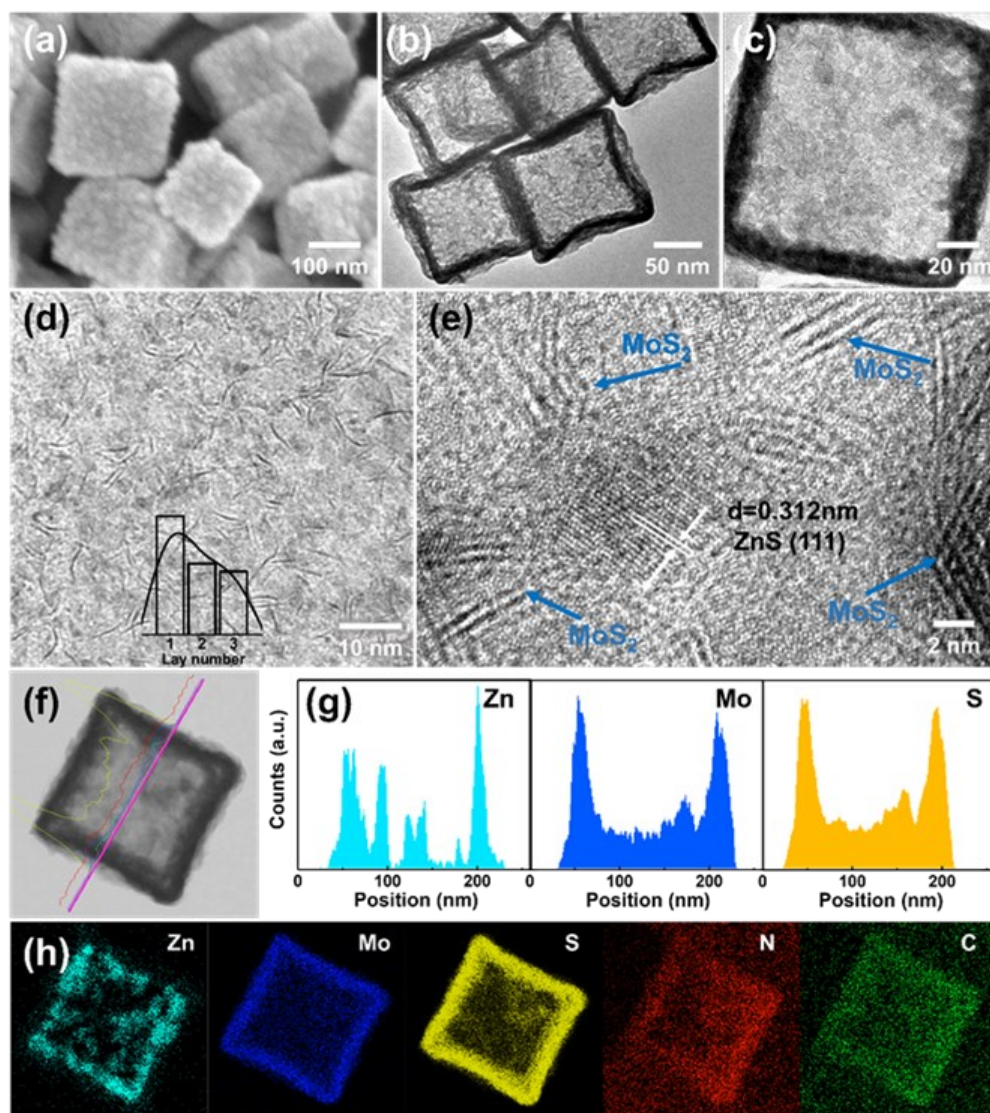 (a)
100 nm
(b)
50 nm
(c)
20 nm
(d)
1 2 3
Lay number
10 nm
(e)
MoS₂
MoS₂
d=0.312nm
ZnS (111)
MoS₂
MoS₂
2 nm
(f)
(g)
Counts (a.u.)
Zn
0 100 200
Position (nm)
Mo
0 100 200
Position (nm)
S
0 100 200
Position (nm)
(h)
Zn
Mo
S
N
C